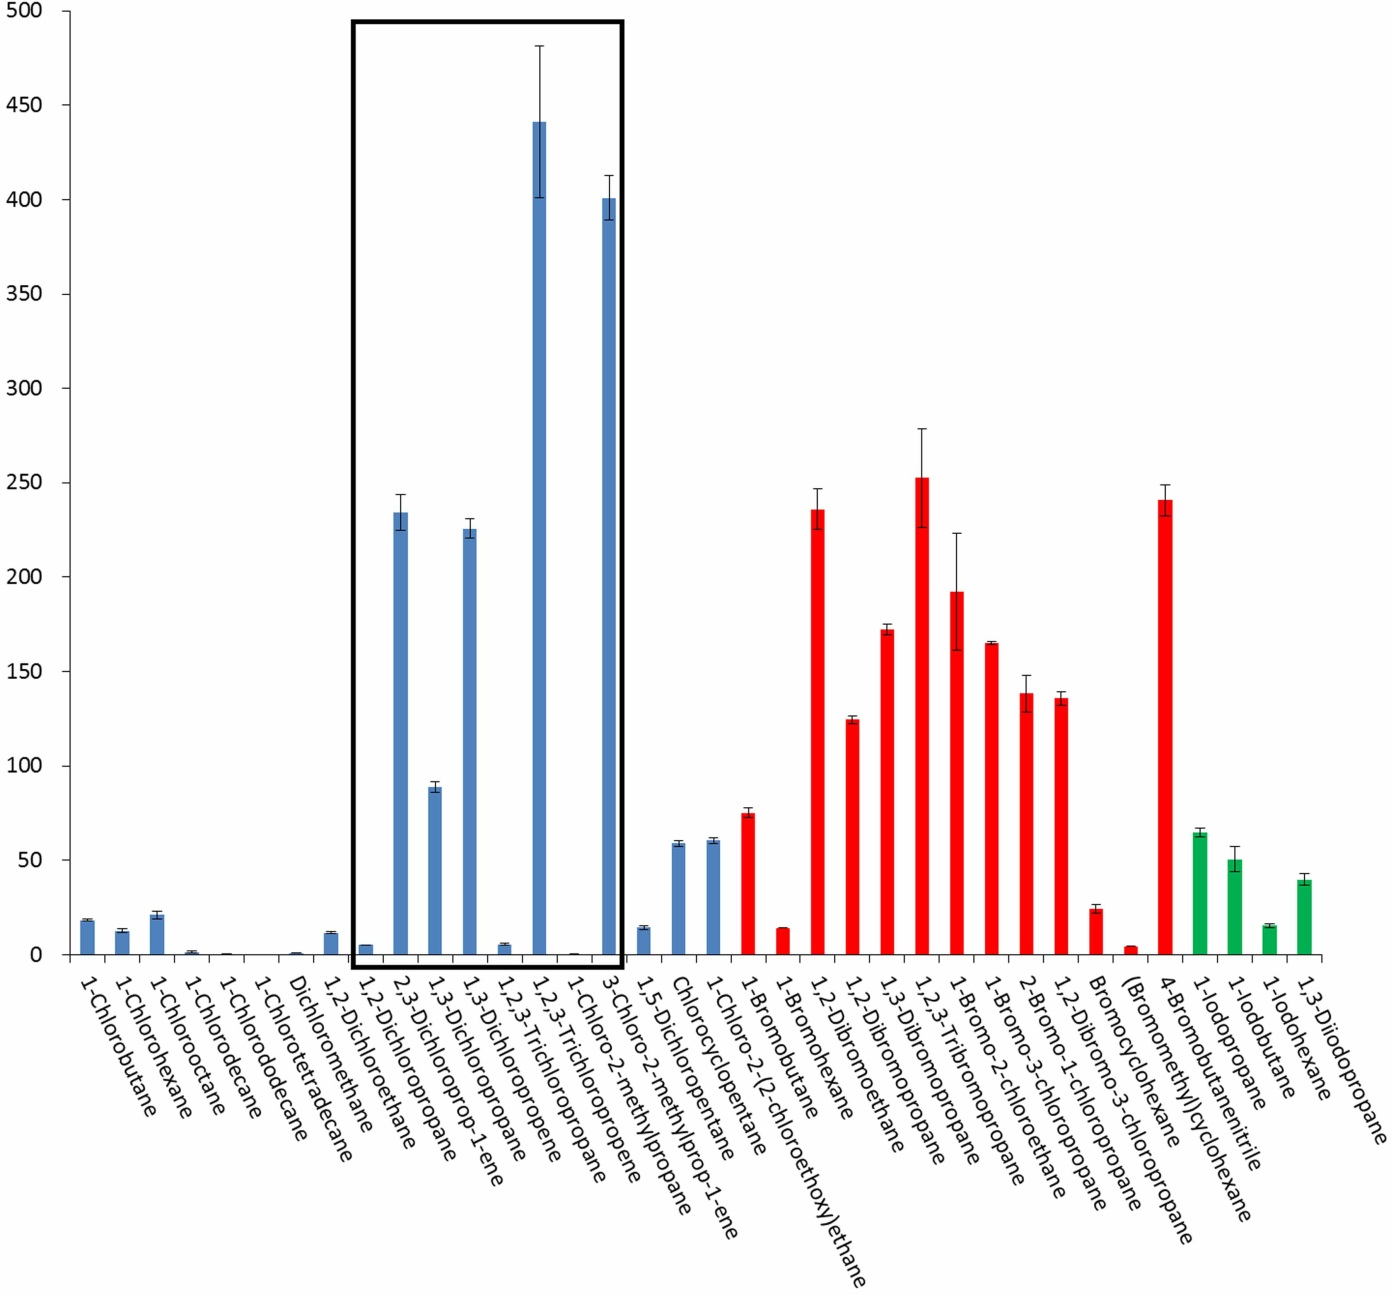 500
450
400
350
300
250
200
150
100
50
0
1-Chlorobutane
1-Chlorohexane
1-Chlorooctane
1-Chlorodecane
1-Chlorododecane
1-Chlorotetradecane
Dichloromethane
1,2-Dichloroethane
1,2-Dichloropropane
2,3-Dichloroprop-1-ene
1,3-Dichloropropane
1,3-Dichloropropene
1,2,3-Trichloropropane
1,2,3-Trichloropropene
1-Chloro-2-methylpropane
3-Chloro-2-methylprop-1-ene
1,5-Dichloropentane
Chlorocyclopentane
1-Chloro-2-(2-chloroethoxy)ethane
1-Bromobutane
1-Bromohexane
1,2-Dibromoethane
1,2-Dibromopropane
1,3-Dibromopropane
1,2,3-Tribromopropane
1-Bromo-2-chloroethane
1-Bromo-3-chloropropane
2-Bromo-1-chloropropane
1,2-Dibromo-3-chloropropane
Bromocyclohexane
(Bromomethyl)cyclohexane
4-Bromobutanenitrile
1-Iodopropane
1-Iodobutane
1-Iodohexane
1,3-Diiodopropane